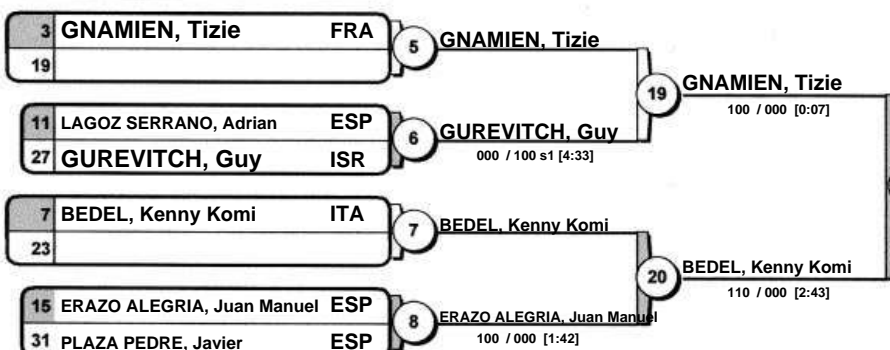 3 GNAMIEN, Tizie FRA
19
5
GNAMIEN, Tizie
11 LAGOZ SERRANO, Adrian ESP
27 GUREVITCH, Guy ISR
6
GUREVITCH, Guy
000 / 100 s1 [4:33]
19
GNAMIEN, Tizie
100 / 000 [0:07]
7 BEDEL, Kenny Komi ITA
23
7
BEDEL, Kenny Komi
15 ERAZO ALEGRIA, Juan Manuel ESP
31 PLAZA PEDRE, Javier ESP
8
ERAZO ALEGRIA, Juan Manuel
100 / 000 [1:42]
20
BEDEL, Kenny Komi
110 / 000 [2:43]